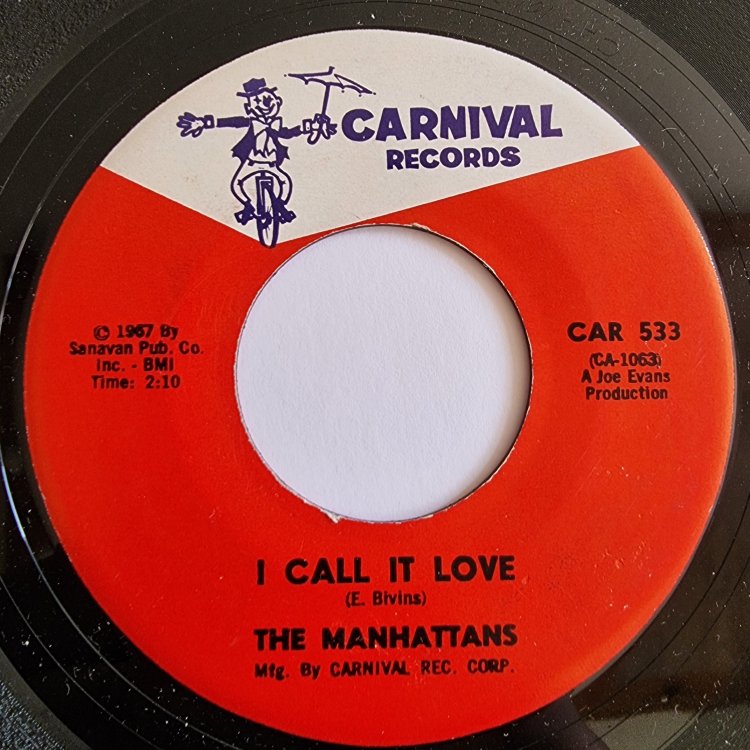 CARNIVAL
RECORDS
© 1967 By
Sanavan Pub. Co.
Inc. - BMI
Time: 2:10
CAR 533
(CA-1063)
A Joe Evans
Production
I CALL IT LOVE
(E. Bivins)
THE MANHATTANS
Mfg. By CARNIVAL REC. CORP.